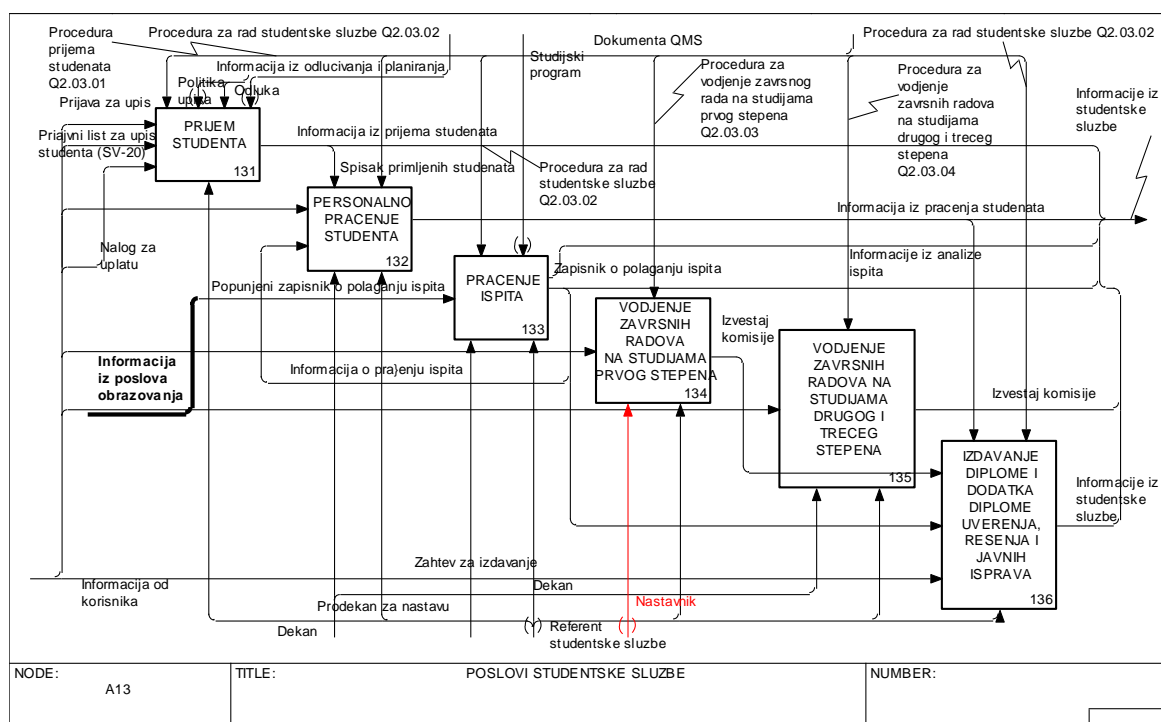 Procedura
prijema
studenata
Q2.03.01
Procedura za rad studentske sluzbe Q2.03.02
Dokumenta QMS
Procedura za rad studentske sluzbe Q2.03.02
Studijski
program
Informacija iz odlucivanja i planiranja
Politika
upisa
Odluka
Procedura za
vodjenje zavrsnog
rada na studijama
prvog stepena
Q2.03.03
Procedura za
vodjenje
zavrsnih radova
na studijama
drugog i treceg
stepena
Q2.03.04
Informacije iz
studentske
sluzbe
Prijava za upis
Priajvni list za upis
studenta (SV-20)
PRIJEM
STUDENTA
131
Informacija iz prijema studenata
Spisak primljenih studenata
Procedura za rad
studentske sluzbe
Q2.03.02
PERSONALNO
PRACENJE
STUDENTA
132
Informacija iz pracenja studenata
Nalog za
uplatu
Zapisnik o polaganju ispita
Informacije iz analize
ispita
Popunjeni zapisnik o polaganju ispita
PRACENJE
ISPITA
133
VODJENJE
ZAVRSNIH
RADOVA
NA STUDIJAMA
PRVOG STEPENA
134
Izvestaj
komisije
Informacija
iz poslova
obrazovanja
Informacija o pra}enju ispita
VODJENJE
ZAVRSNIH
RADOVA NA
STUDIJAMA
DRUGOG I
TRECEG
STEPENA
135
Izvestaj komisije
IZDAVANJE
DIPLOME I
DODATKA
DIPLOME
UVERENJA,
RESENJA I
JAVNIH
ISPRAVA
136
Informacije iz
studentske
sluzbe
Zahtev za izdavanje
Informacija od
korisnika
Dekan
Nastavnik
Prodekan za nastavu
Dekan
Referent
studentske sluzbe
NODE:
A13
TITLE:
POSLOVI STUDENTSKE SLUZBE
NUMBER: